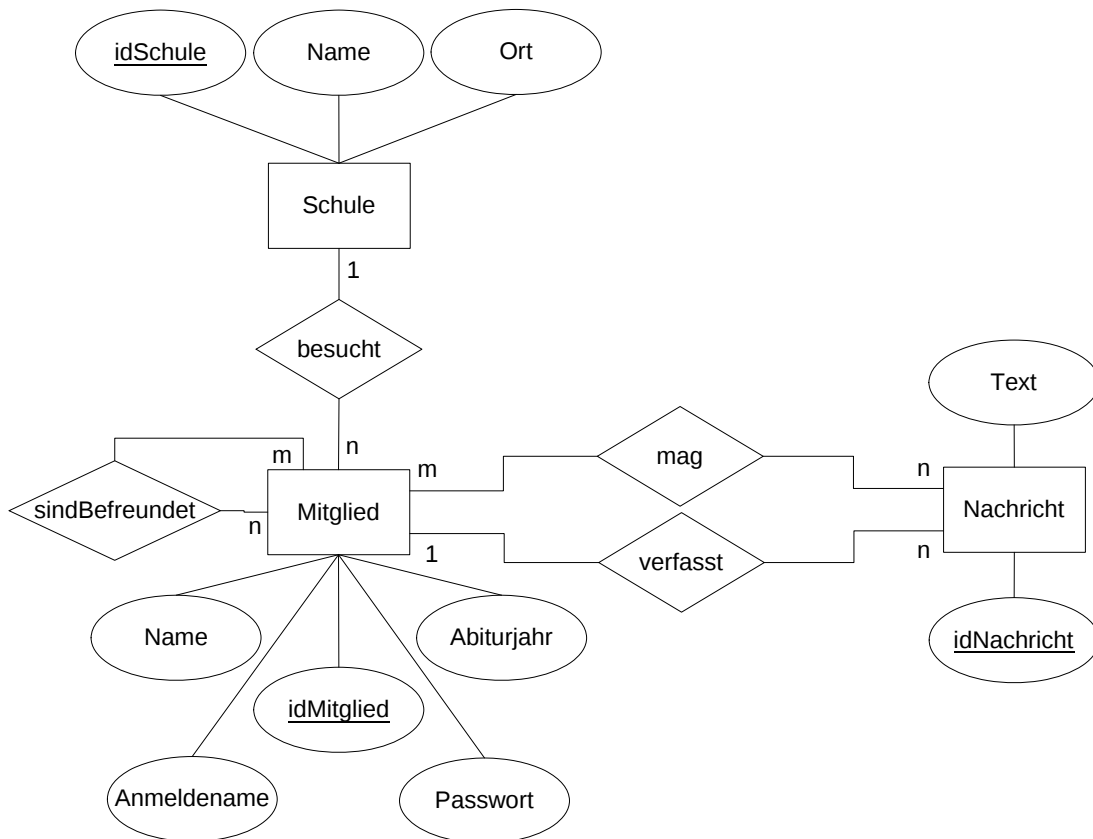 idSchule
Name
Ort
Schule
1
besucht
Text
n
m
m
mag
n
sindBefreundet
n
Mitglied
Nachricht
1
verfasst
n
Name
Abiturjahr
idNachricht
idMitglied
Anmeldename
Passwort